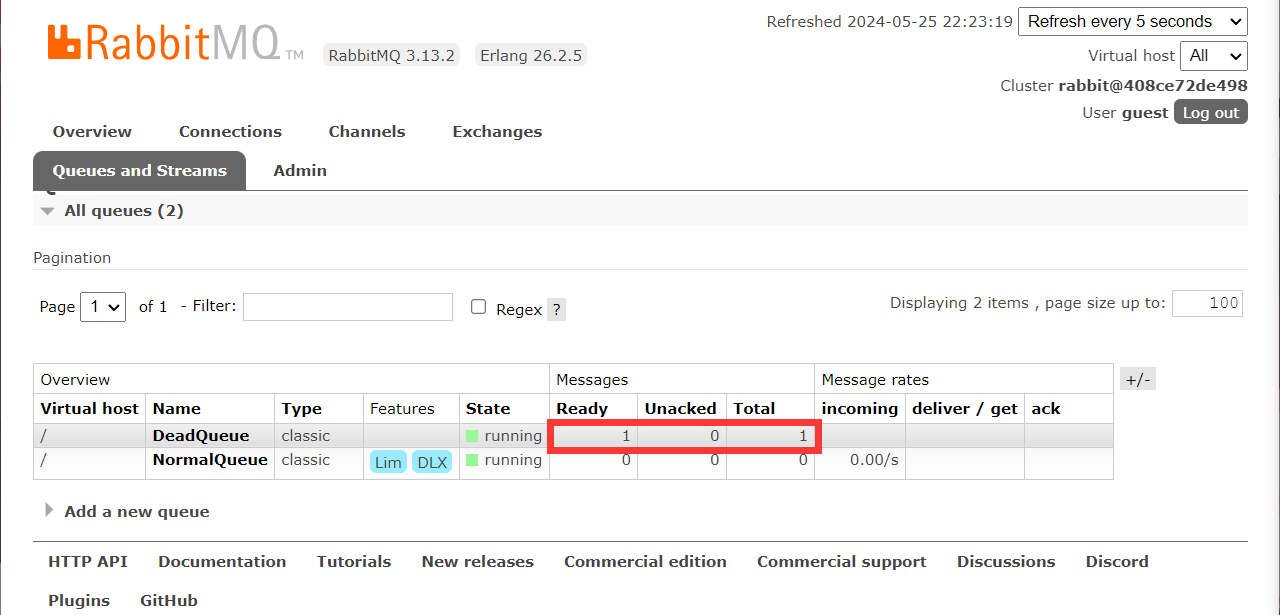 Refreshed 2024-05-25 22:23:19 Refresh every 5 seconds
RabbitMQ TM RabbitMQ 3.13.2 Erlang 26.2.5
Virtual host All
Cluster rabbit@408ce72de498
User guest Log out
Overview Connections Channels Exchanges
Queues and Streams Admin
All queues (2)
Pagination
Page 1 of 1 - Filter: Regex ? Displaying 2 items , page size up to: 100
Overview Messages Message rates +/-
Virtual host Name Type Features State Ready Unacked Total incoming deliver / get ack
/ DeadQueue classic running 1 0 1
/ NormalQueue classic Lim DLX running 0 0 0 0.00/s
Add a new queue
HTTP API Documentation Tutorials New releases Commercial edition Commercial support Discussions Discord
Plugins GitHub